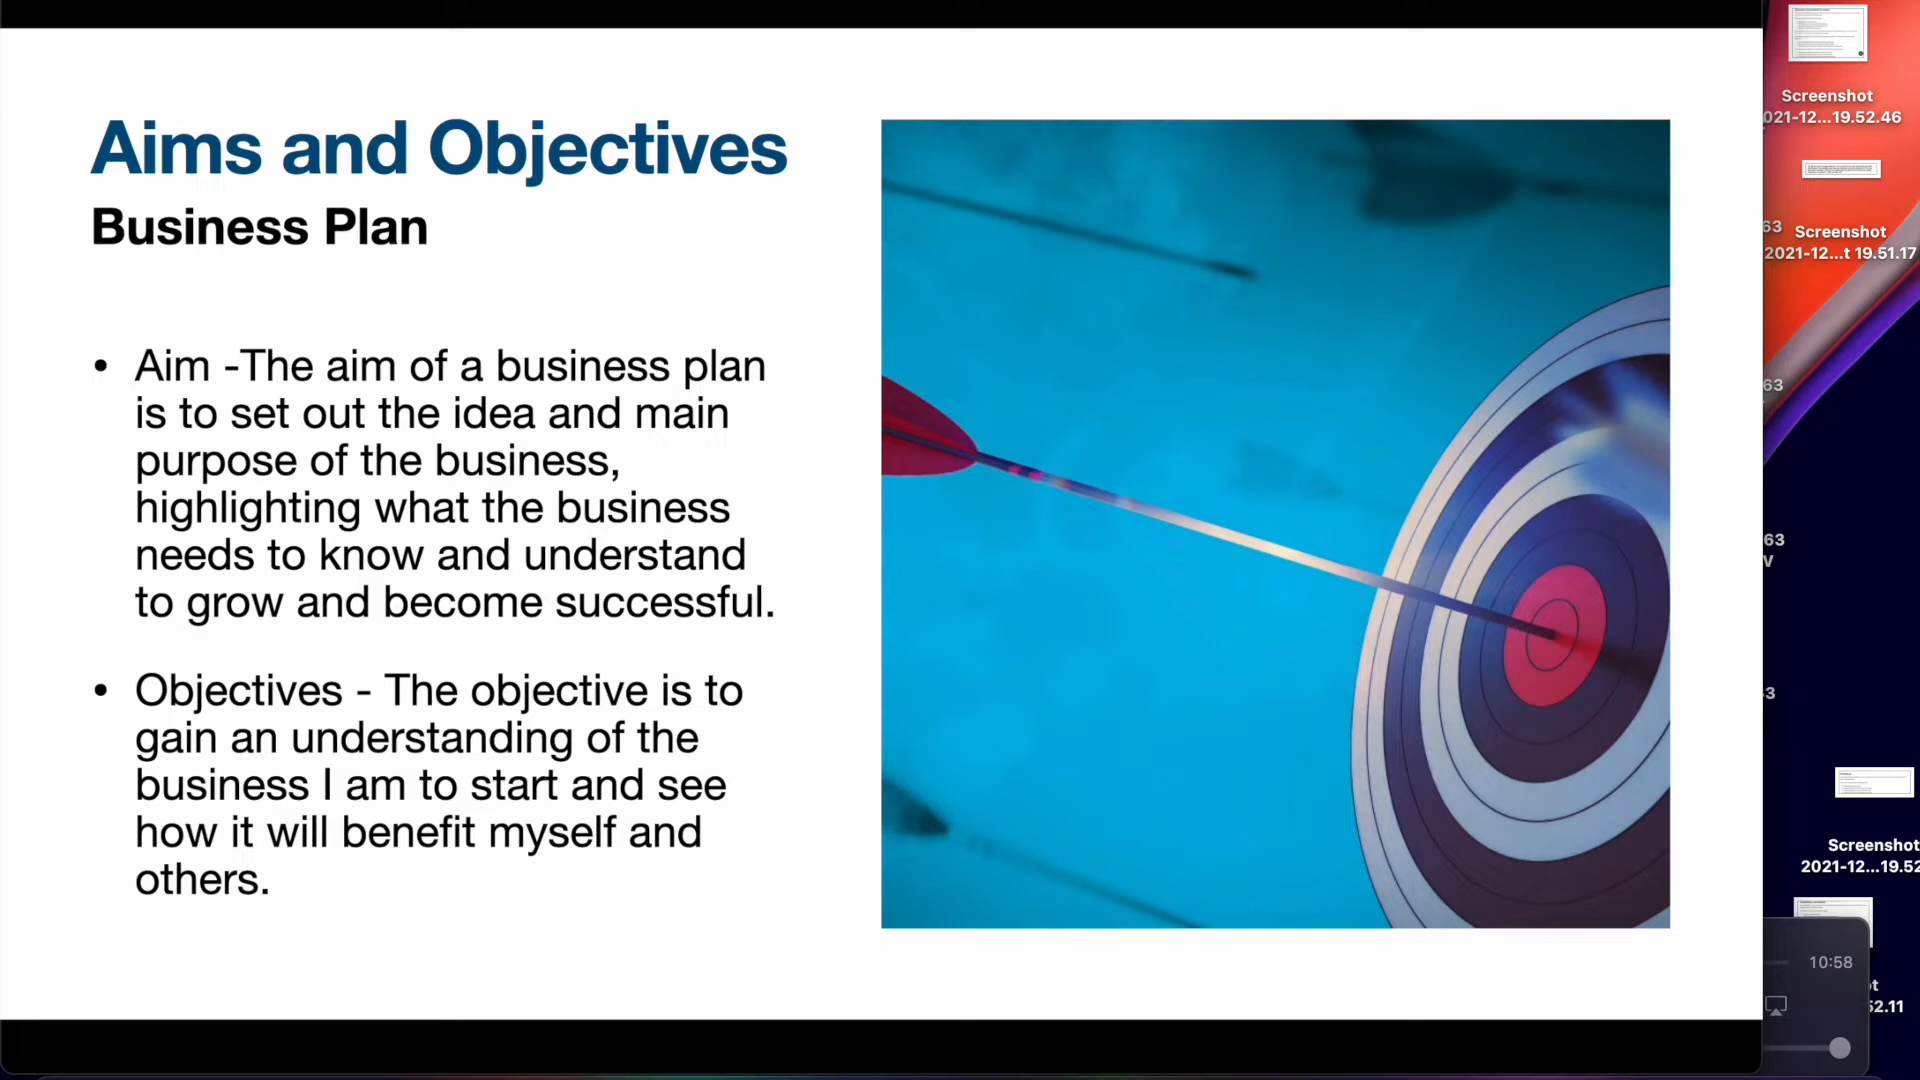 Aims and Objectives
Business Plan
• Aim -The aim of a business plan
is to set out the idea and main
purpose of the business,
highlighting what the business
needs to know and understand
to grow and become successful.
• Objectives - The objective is to
gain an understanding of the
business I am to start and see
how it will benefit myself and
others.
Screenshot
021-12...19.52.46
63
Screenshot
2021-12...t 19.51.17
63
63
V
Screenshot
2021-12...19.52
10:58
52.11